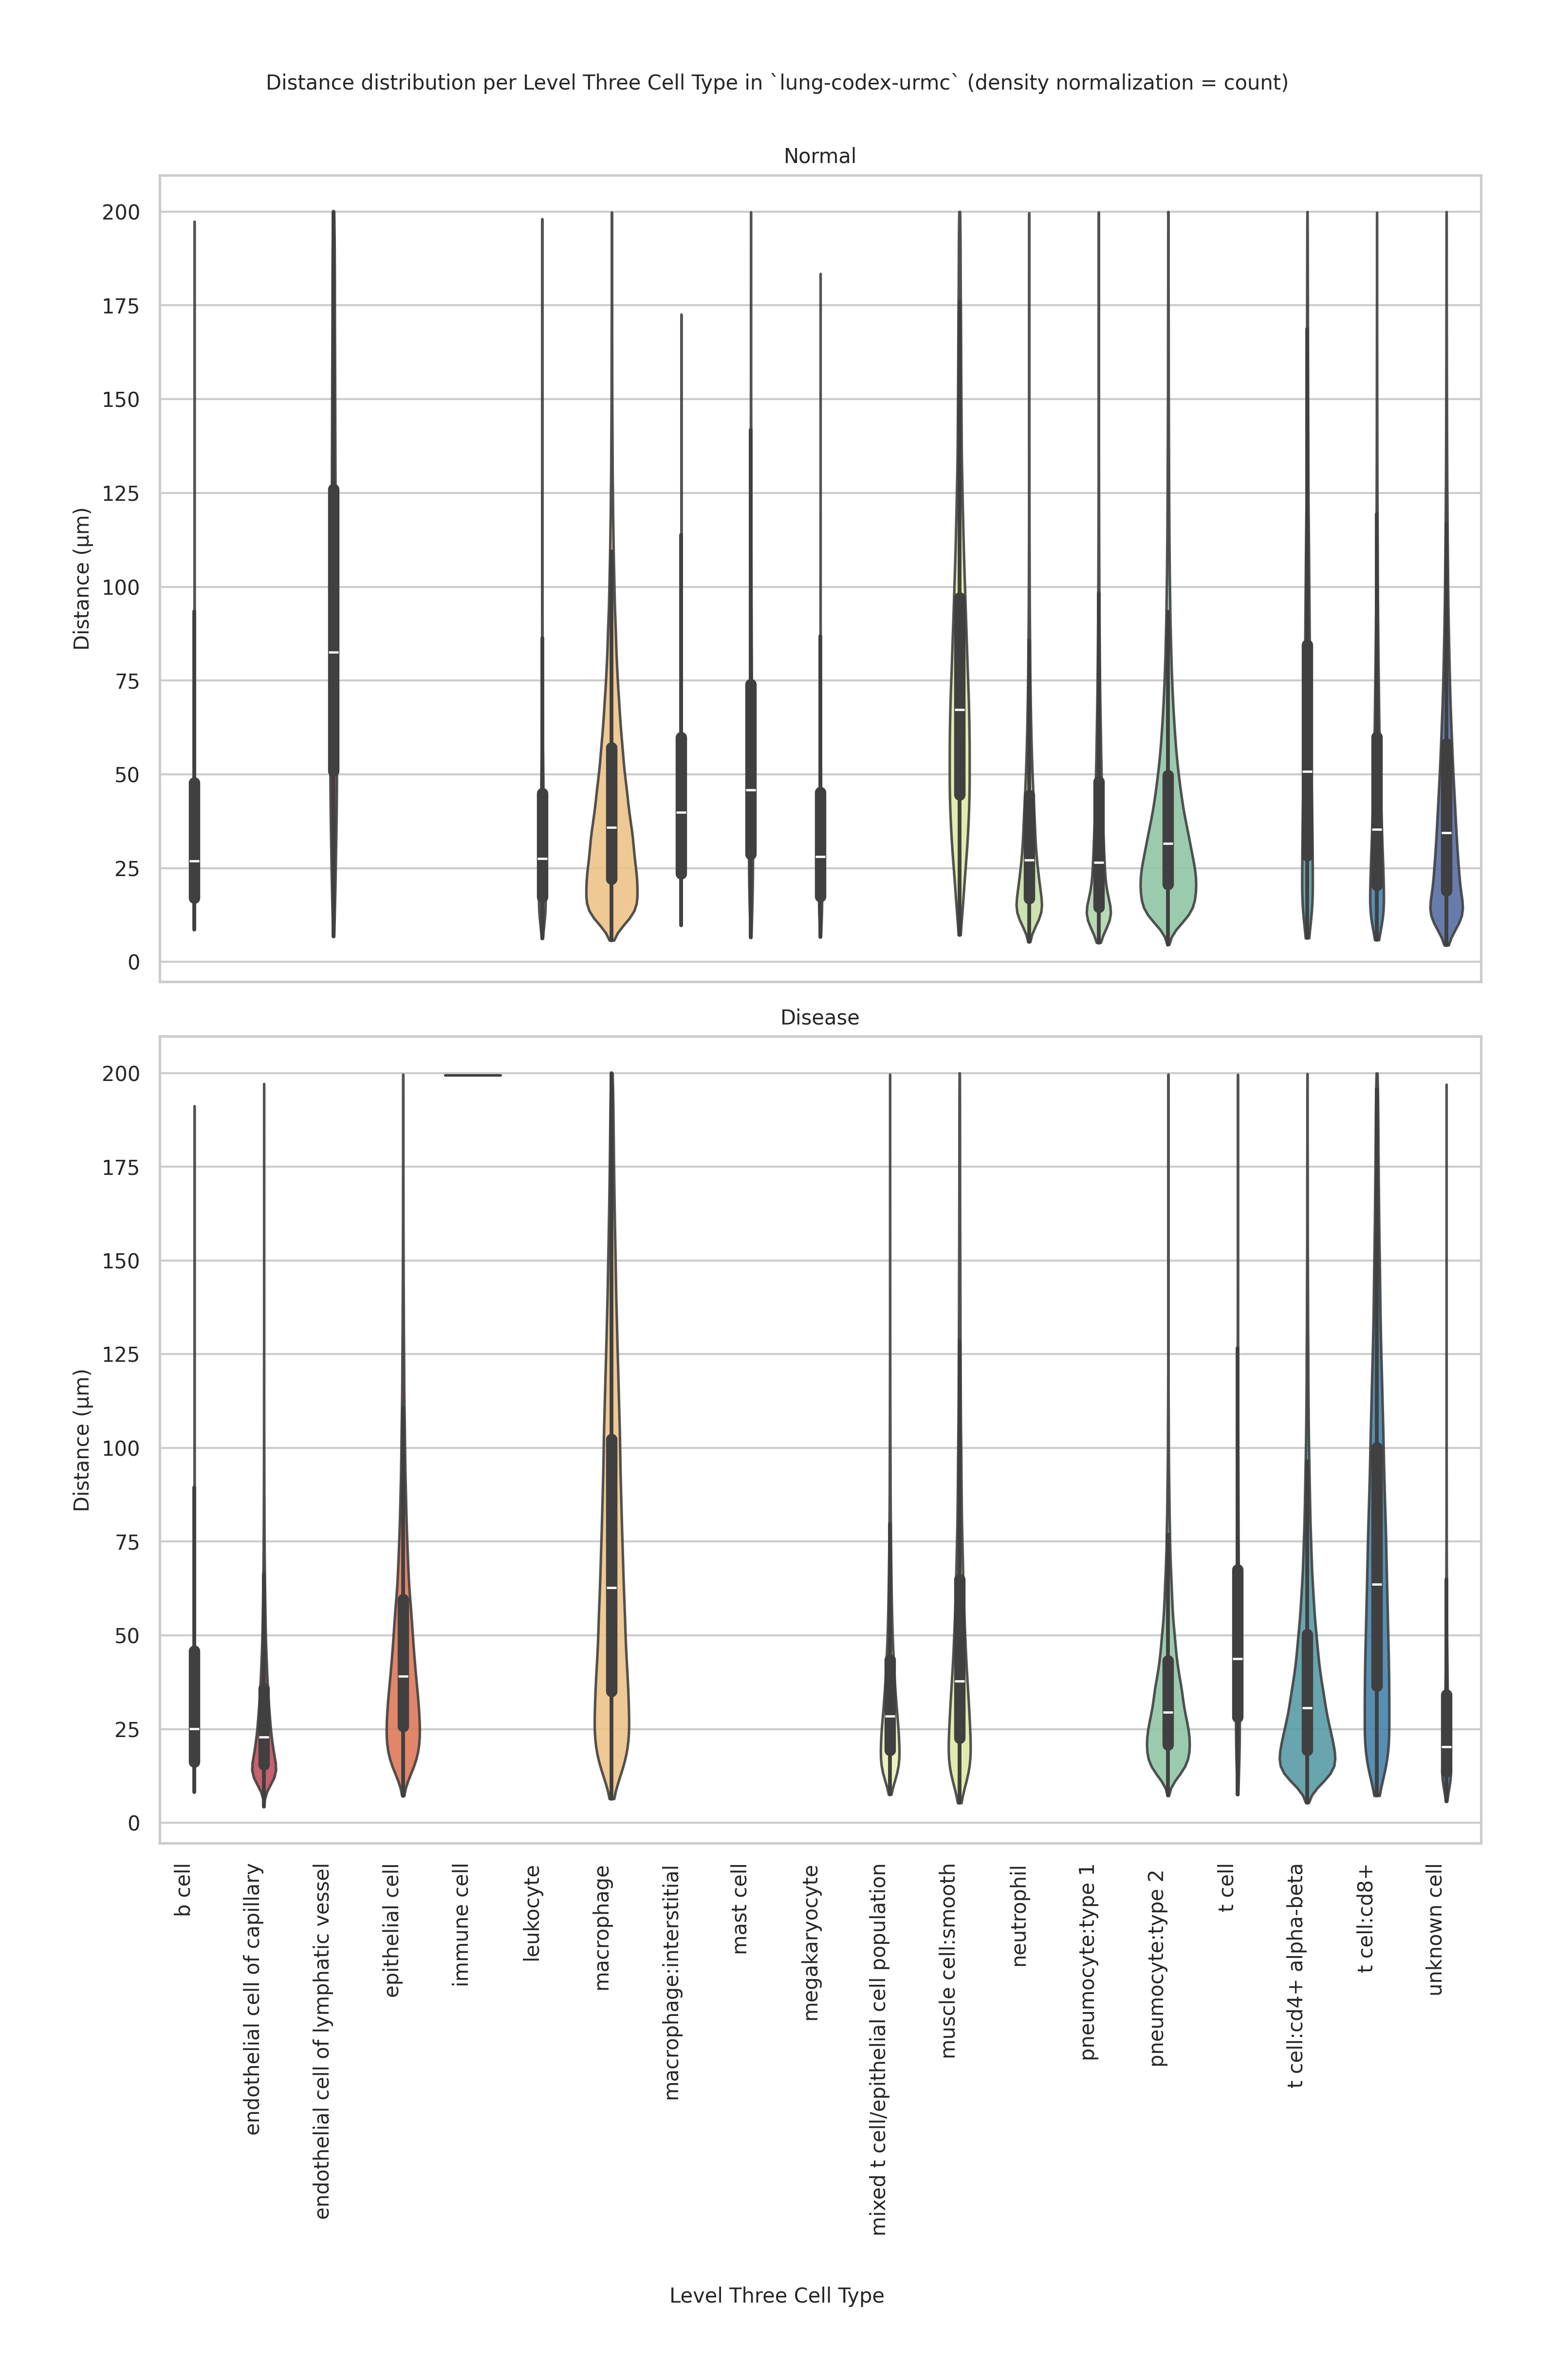 Distance distribution per Level Three Cell Type in `lung-codex-urmc` (density normalization = count)
Normal
200
175
150
125
100
75
50
25
0
Distance (µm)
Disease
200
175
150
125
100
75
50
25
0
Distance (µm)
b cell
endothelial cell of capillary
endothelial cell of lymphatic vessel
epithelial cell
immune cell
leukocyte
macrophage
macrophage:interstitial
mast cell
megakaryocyte
mixed t cell/epithelial cell population
muscle cell:smooth
neutrophil
pneumocyte:type 1
pneumocyte:type 2
t cell
t cell:cd4+ alpha-beta
t cell:cd8+
unknown cell
Level Three Cell Type